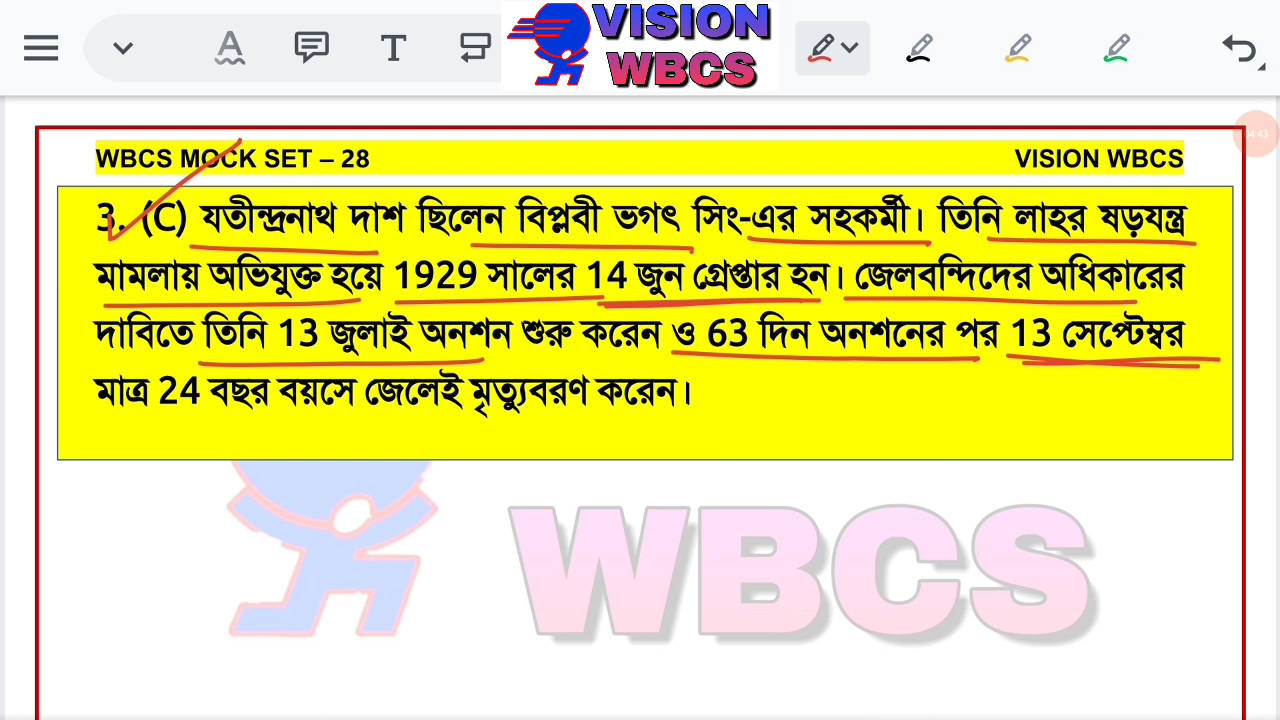 VISION
WBCS
04:43
WBCS MOCK SET – 28 VISION WBCS
3. (C) যতীন্দ্রনাথ দাশ ছিলেন বিপ্লবী ভগৎ সিং-এর সহকর্মী। তিনি লাহর ষড়যন্ত্র
মামলায় অভিযুক্ত হয়ে 1929 সালের 14 জুন গ্রেপ্তার হন। জেলবন্দিদের অধিকারের
দাবিতে তিনি 13 জুলাই অনশন শুরু করেন ও 63 দিন অনশনের পর 13 সেপ্টেম্বর
মাত্র 24 বছর বয়সে জেলেই মৃত্যুবরণ করেন।
WBCS